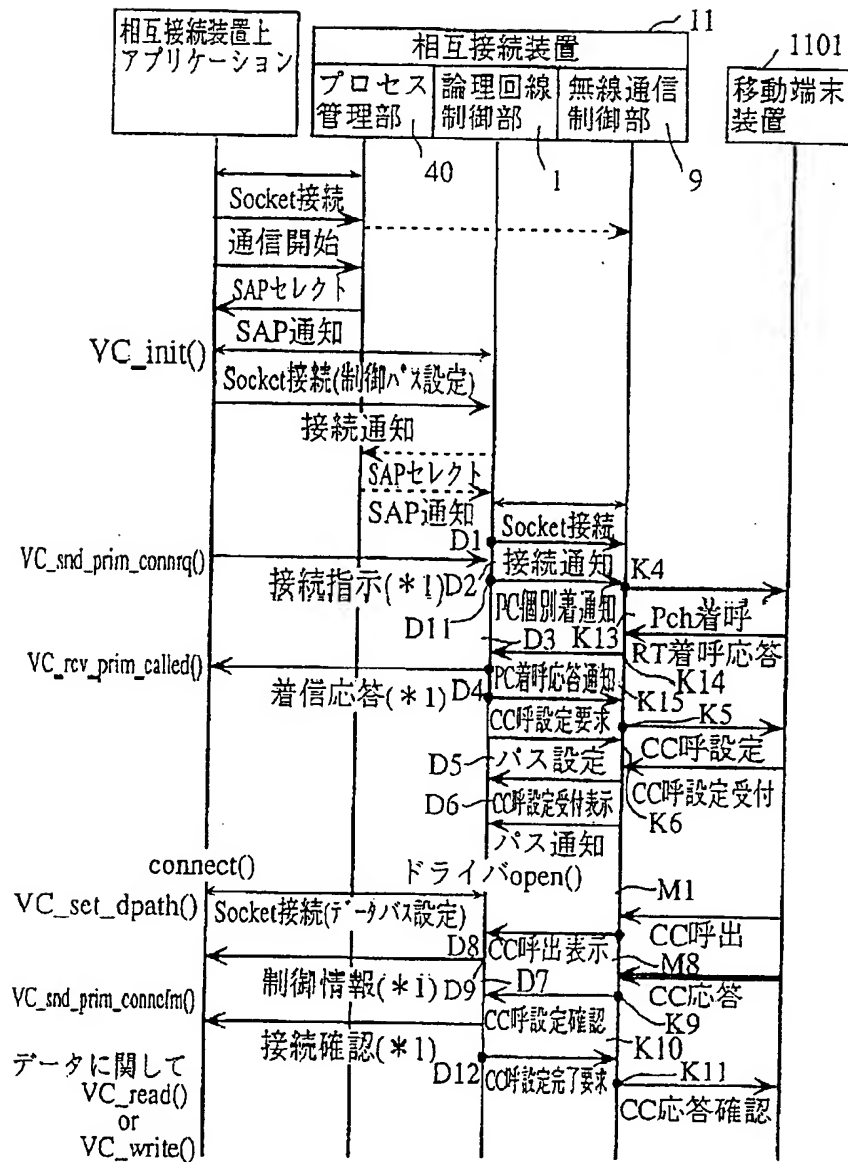 11
1101
相互接続装置上
アプリケーション
相互接続装置
プロセス
管理部
論理回線
制御部
無線通信
制御部
移動端末
装置
40
1
9
Socket接続
通信開始
SAPセレクト
SAP通知
VC_init()
Socket接続(制御パス設定)
接続通知
SAPセレクト
SAP通知
D1
Socket接続
VC_snd_prim_connrq()
接続指示(*1)
D2
接続通知
K4
D11
PC個別着通知
K13
Pch着呼
D3
RT着呼応答
VC_rcv_prim_called()
K14
着信応答(*1)
D4
PC着呼応答通知
K15
CC呼設定要求
K5
D5
パス設定
CC呼設定
D6
CC呼設定受付表示
CC呼設定受付
K6
パス通知
connect()
ドライバopen()
M1
VC_set_dpath()
Socket接続(データパス設定)
CC呼出
D8
CC呼出表示
M8
制御情報(*1)
D9
D7
CC応答
VC_snd_prim_conncfm()
K9
CC呼設定確認
接続確認(*1)
K10
D12
K11
CC呼設定完了要求
CC応答確認
データに関して
VC_read()
or
VC_write()